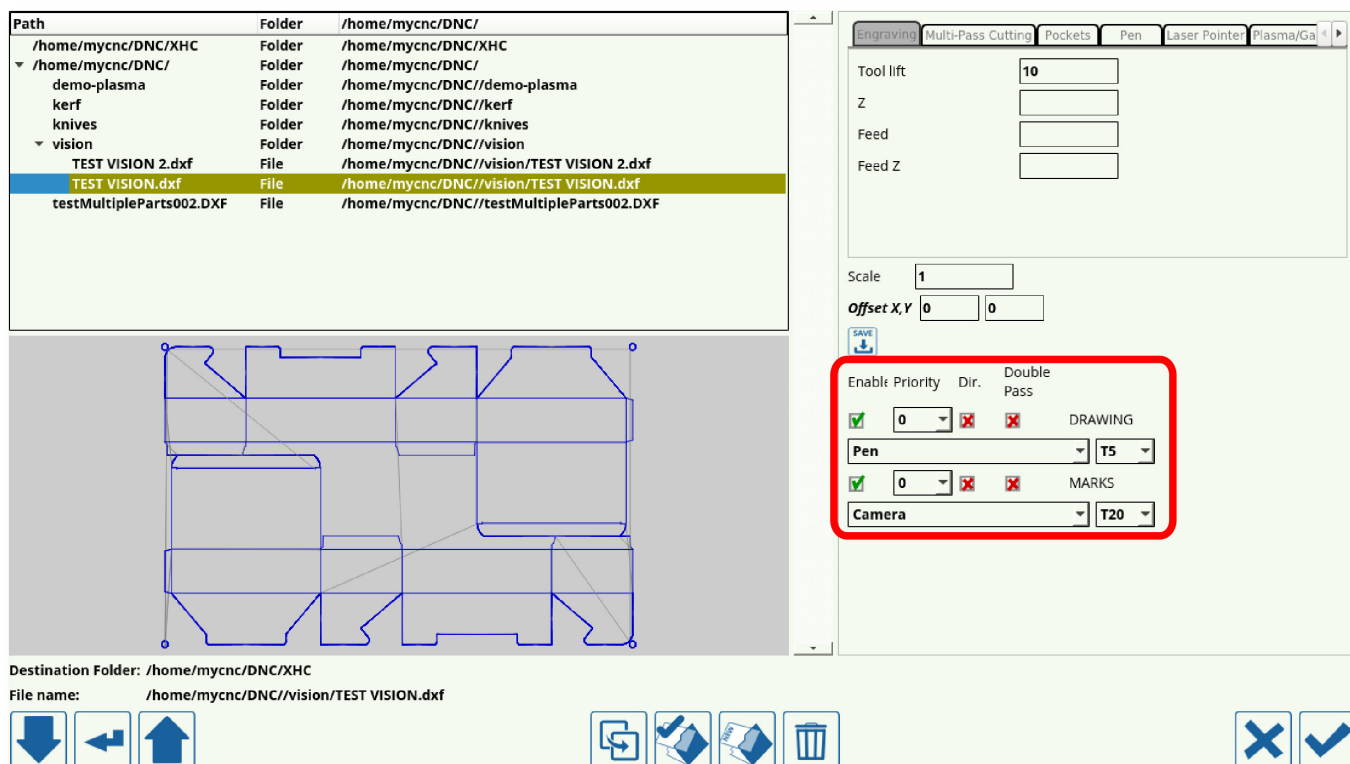 Path Folder /home/mycnc/DNC/
/home/mycnc/DNC/XHC Folder /home/mycnc/DNC/XHC
/home/mycnc/DNC/ Folder /home/mycnc/DNC/
demo-plasma Folder /home/mycnc/DNC//demo-plasma
kerf Folder /home/mycnc/DNC//kerf
knives Folder /home/mycnc/DNC//knives
vision Folder /home/mycnc/DNC//vision
TEST VISION 2.dxf File /home/mycnc/DNC//vision/TEST VISION 2.dxf
TEST VISION.dxf File /home/mycnc/DNC//vision/TEST VISION.dxf
testMultipleParts002.DXF File /home/mycnc/DNC//testMultipleParts002.DXF
Engraving Multi-Pass Cutting Pockets Pen Laser Pointer Plasma/Ga
Tool lift 10
Z
Feed
Feed Z
Scale 1
Offset X,Y 0 0
SAVE
Enable Priority Dir. Double Pass
0 DRAWING
Pen T5
0 MARKS
Camera T20
Destination Folder: /home/mycnc/DNC/XHC
File name: /home/mycnc/DNC//vision/TEST VISION.dxf
NEW